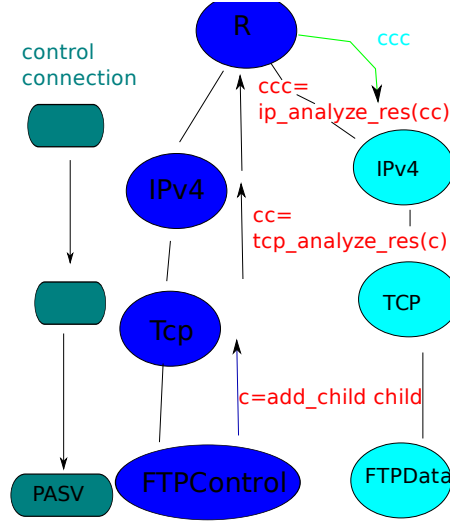 R
ccc
control
connection
ccc=
ip_analyze_res(cc)
IPv4
IPv4
cc=
tcp_analyze_res(c)
TCP
Tcp
c=add_child child
FTPControl
FTPData
PASV